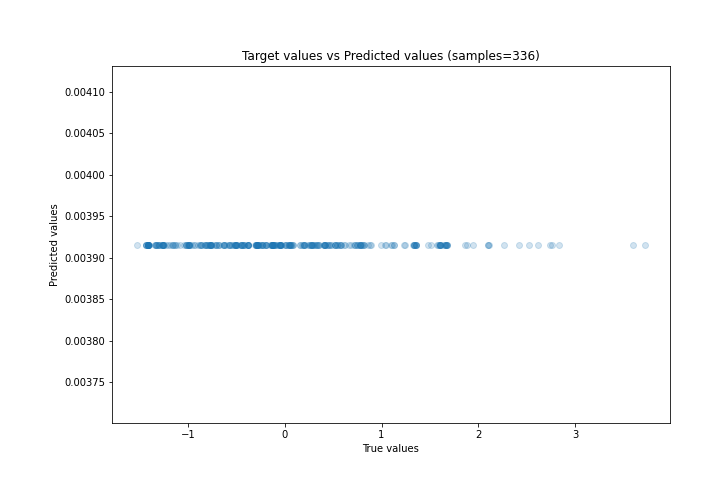 Target values vs Predicted values (samples=336)
0.00410
0.00405
0.00400
0.00395
0.00390
0.00385
0.00380
0.00375
Predicted values
−1 0 1 2 3
True values